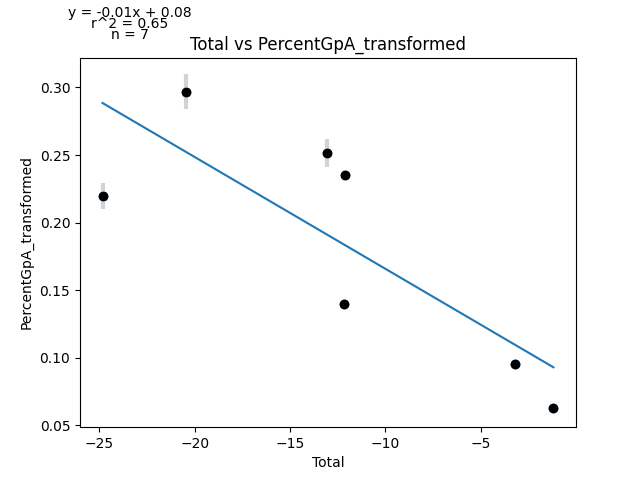 y = -0.01x + 0.08
r^2 = 0.65
n = 7
Total vs PercentGpA_transformed
PercentGpA_transformed
0.30
0.25
0.20
0.15
0.10
0.05
−25 −20 −15 −10 −5
Total